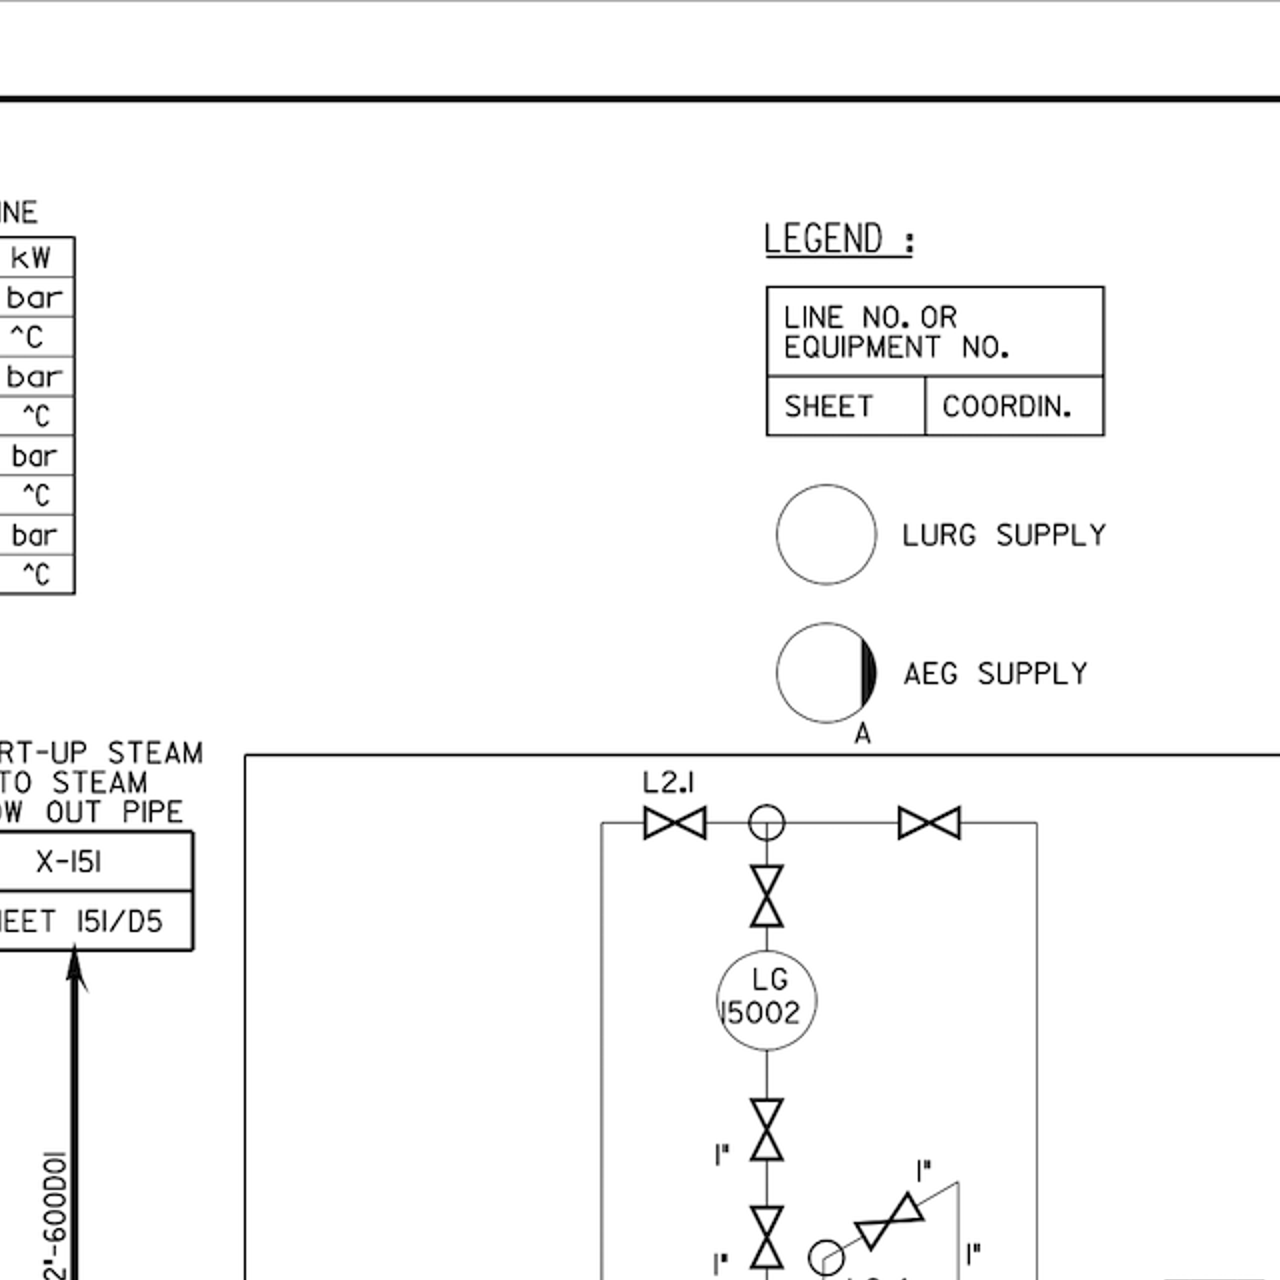 INE
kW
bar
^C
bar
^C
bar
^C
bar
^C
LEGEND :
LINE NO. OR
EQUIPMENT NO.
SHEET
COORDIN.
LURG SUPPLY
AEG SUPPLY
A
RT-UP STEAM
TO STEAM
OW OUT PIPE
X-151
HEET 151/D5
2"-600D01
L2.1
LG
15002
1"
1"
1"
1"